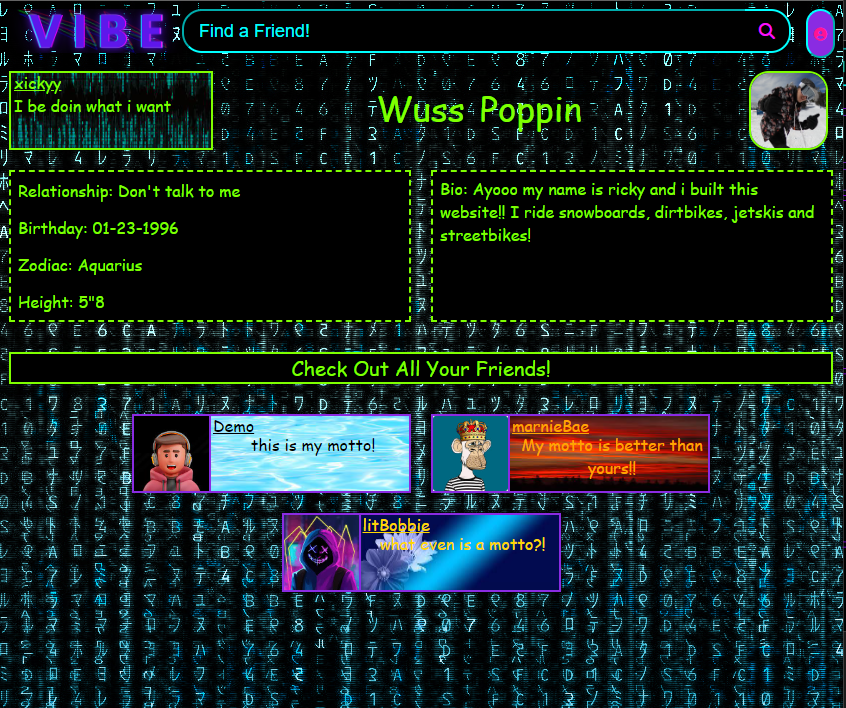 VIBE
Find a Friend!
xickyy
I be doin what i want
Wuss Poppin
Relationship: Don't talk to me
Birthday: 01-23-1996
Zodiac: Aquarius
Height: 5"8
Bio: Ayooo my name is ricky and i built this
website!! I ride snowboards, dirtbikes, jetskis and
streetbikes!
Check Out All Your Friends!
Demo
this is my motto!
marnieBae
My motto is better than
yours!!
litBobbie
what even is a motto?!